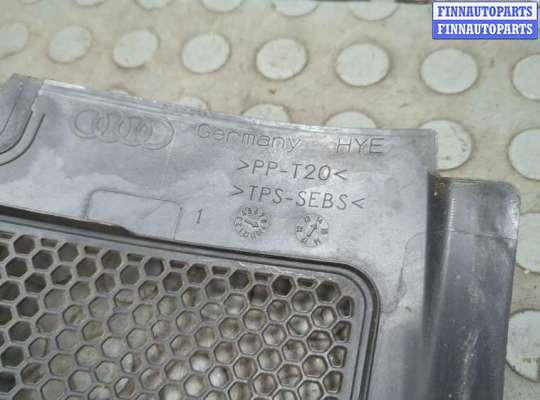 FINNAUTOPARTS
FINNAUTOPARTS
Germany HYE
>PP-T20<
>TPS-SEBS<
1